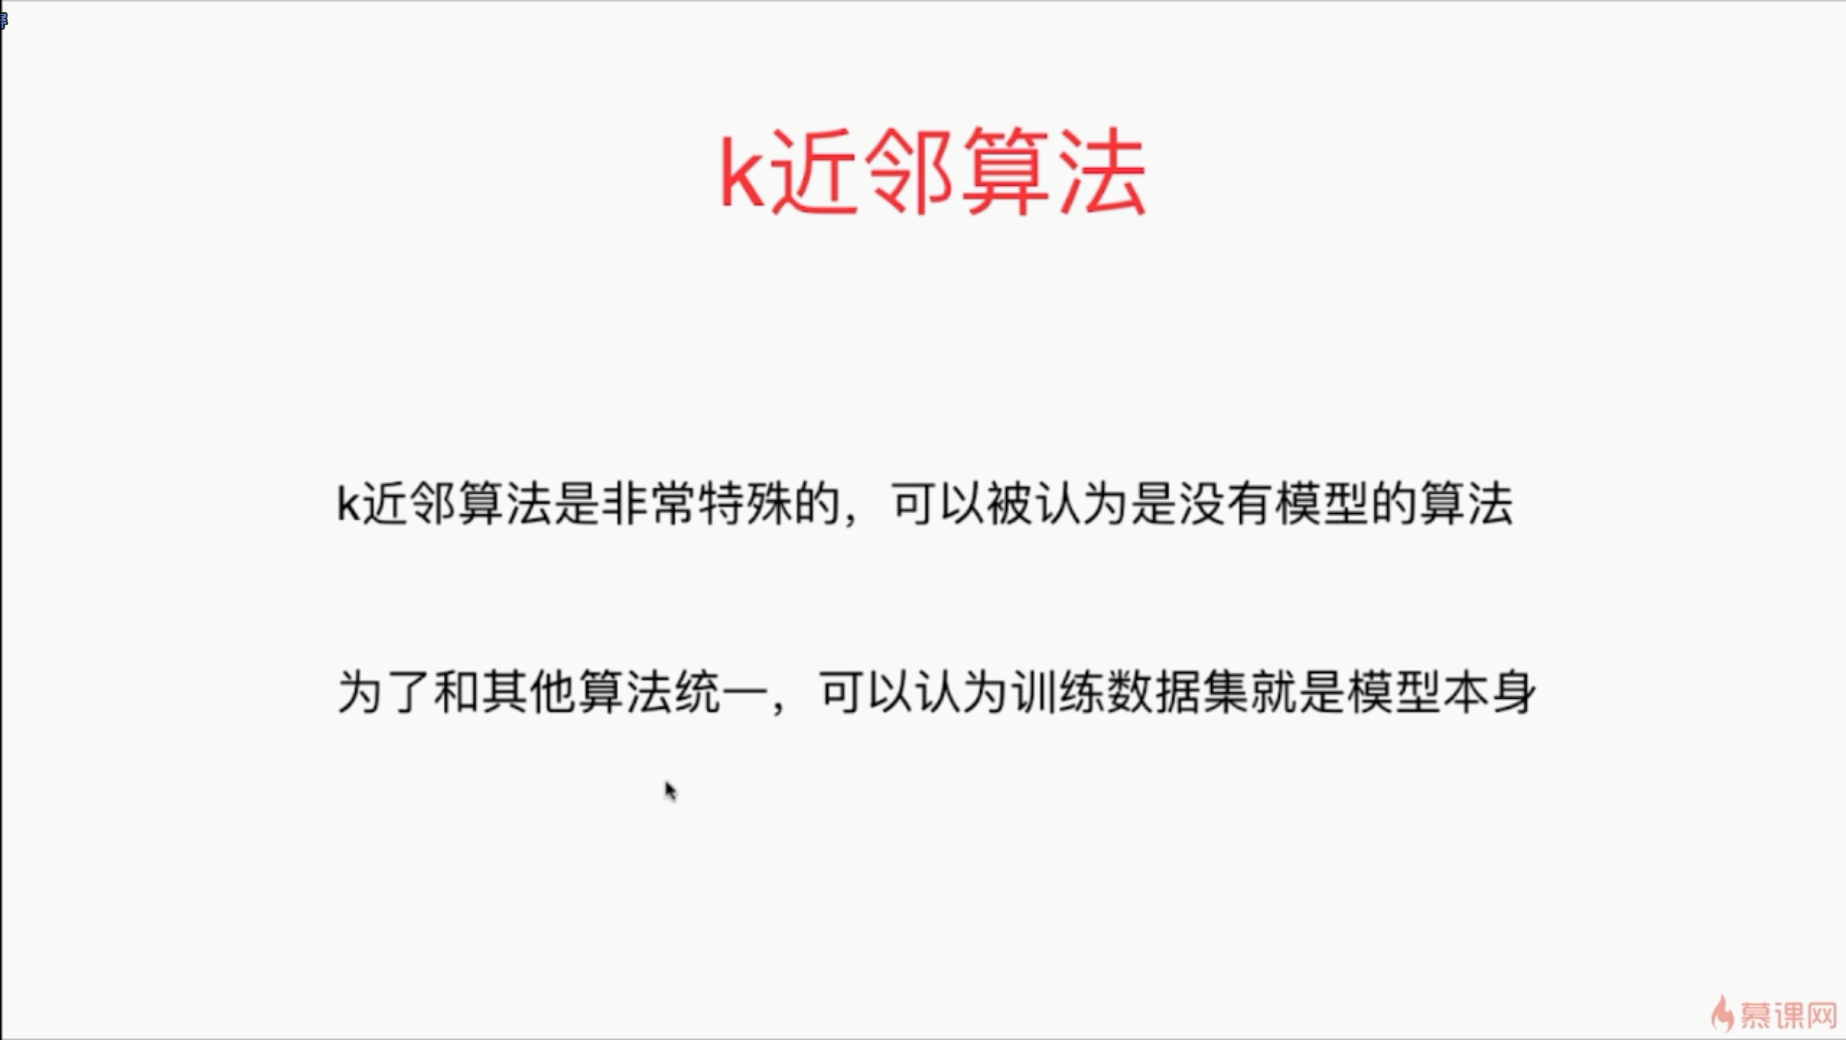 k近邻算法
k近邻算法是非常特殊的，可以被认为是没有模型的算法
为了和其他算法统一，可以认为训练数据集就是模型本身
慕课网